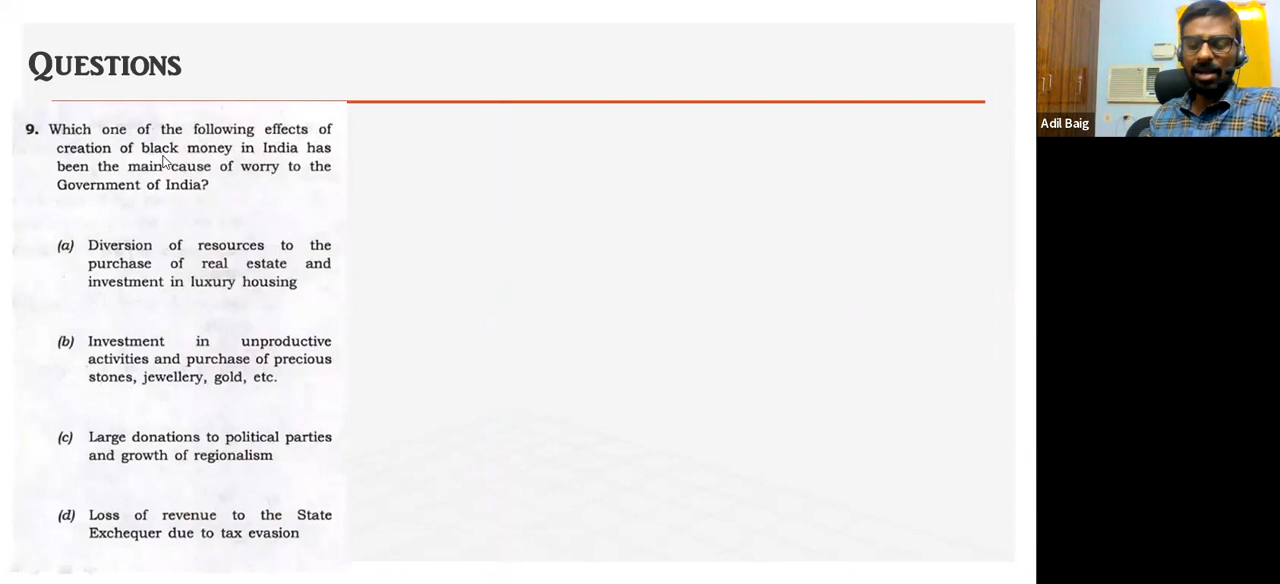 QUESTIONS
9. Which one of the following effects of
creation of black money in India has
been the main cause of worry to the
Government of India?
(a) Diversion of resources to the
purchase of real estate and
investment in luxury housing
(b) Investment in unproductive
activities and purchase of precious
stones, jewellery, gold, etc.
(c) Large donations to political parties
and growth of regionalism
(d) Loss of revenue to the State
Exchequer due to tax evasion
Adil Baig